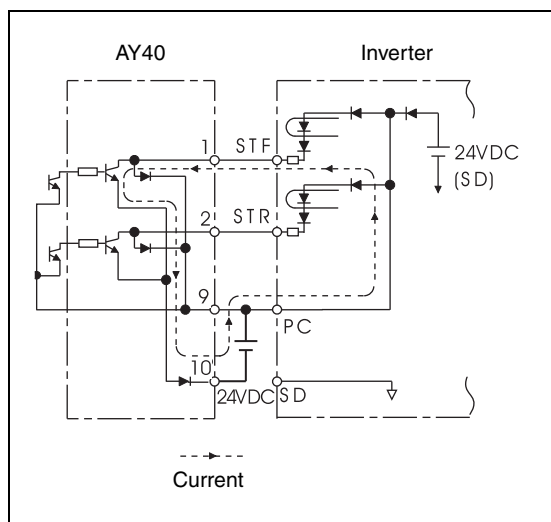 AY40
Inverter
1 STF
24VDC
(SD)
2 STR
9
PC
10
24VDC SD
Current